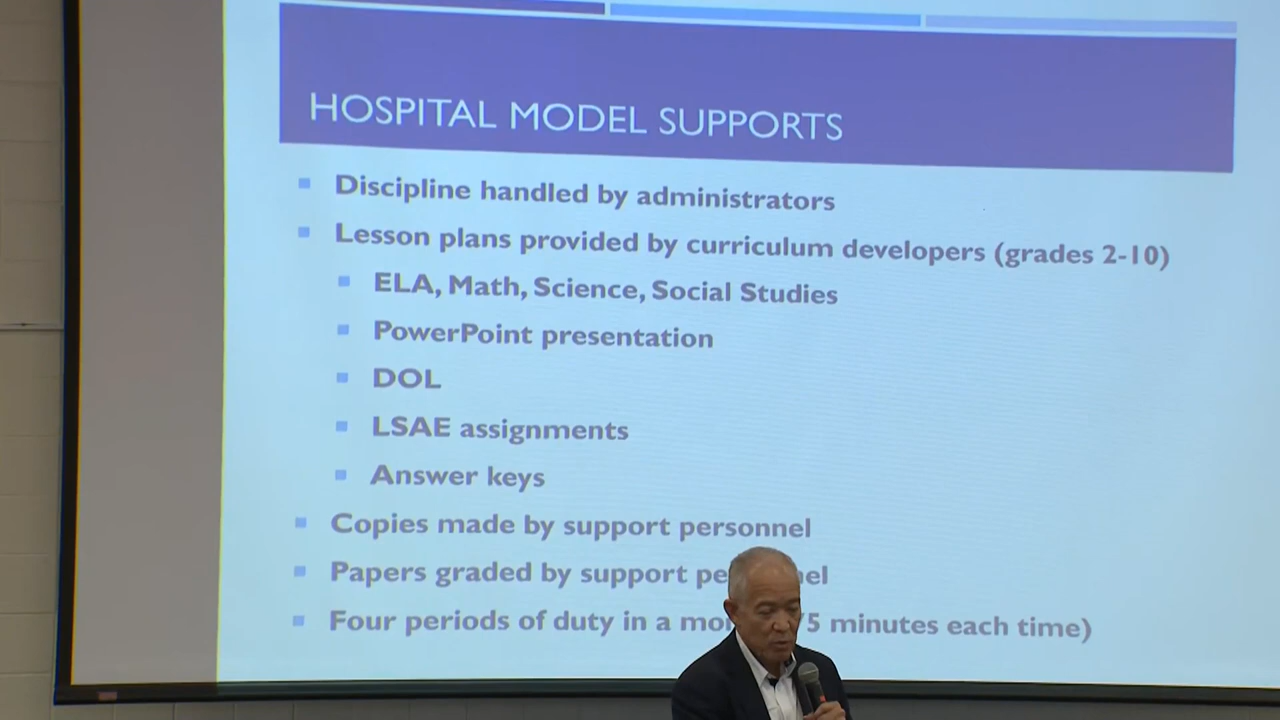 HOSPITAL MODEL SUPPORTS
Discipline handled by administrators
Lesson plans provided by curriculum developers (grades 2-10)
ELA, Math, Science, Social Studies
PowerPoint presentation
DOL
LSAE assignments
Answer keys
Copies made by support personnel
Papers graded by support
Four periods of duty in a minutes each time)